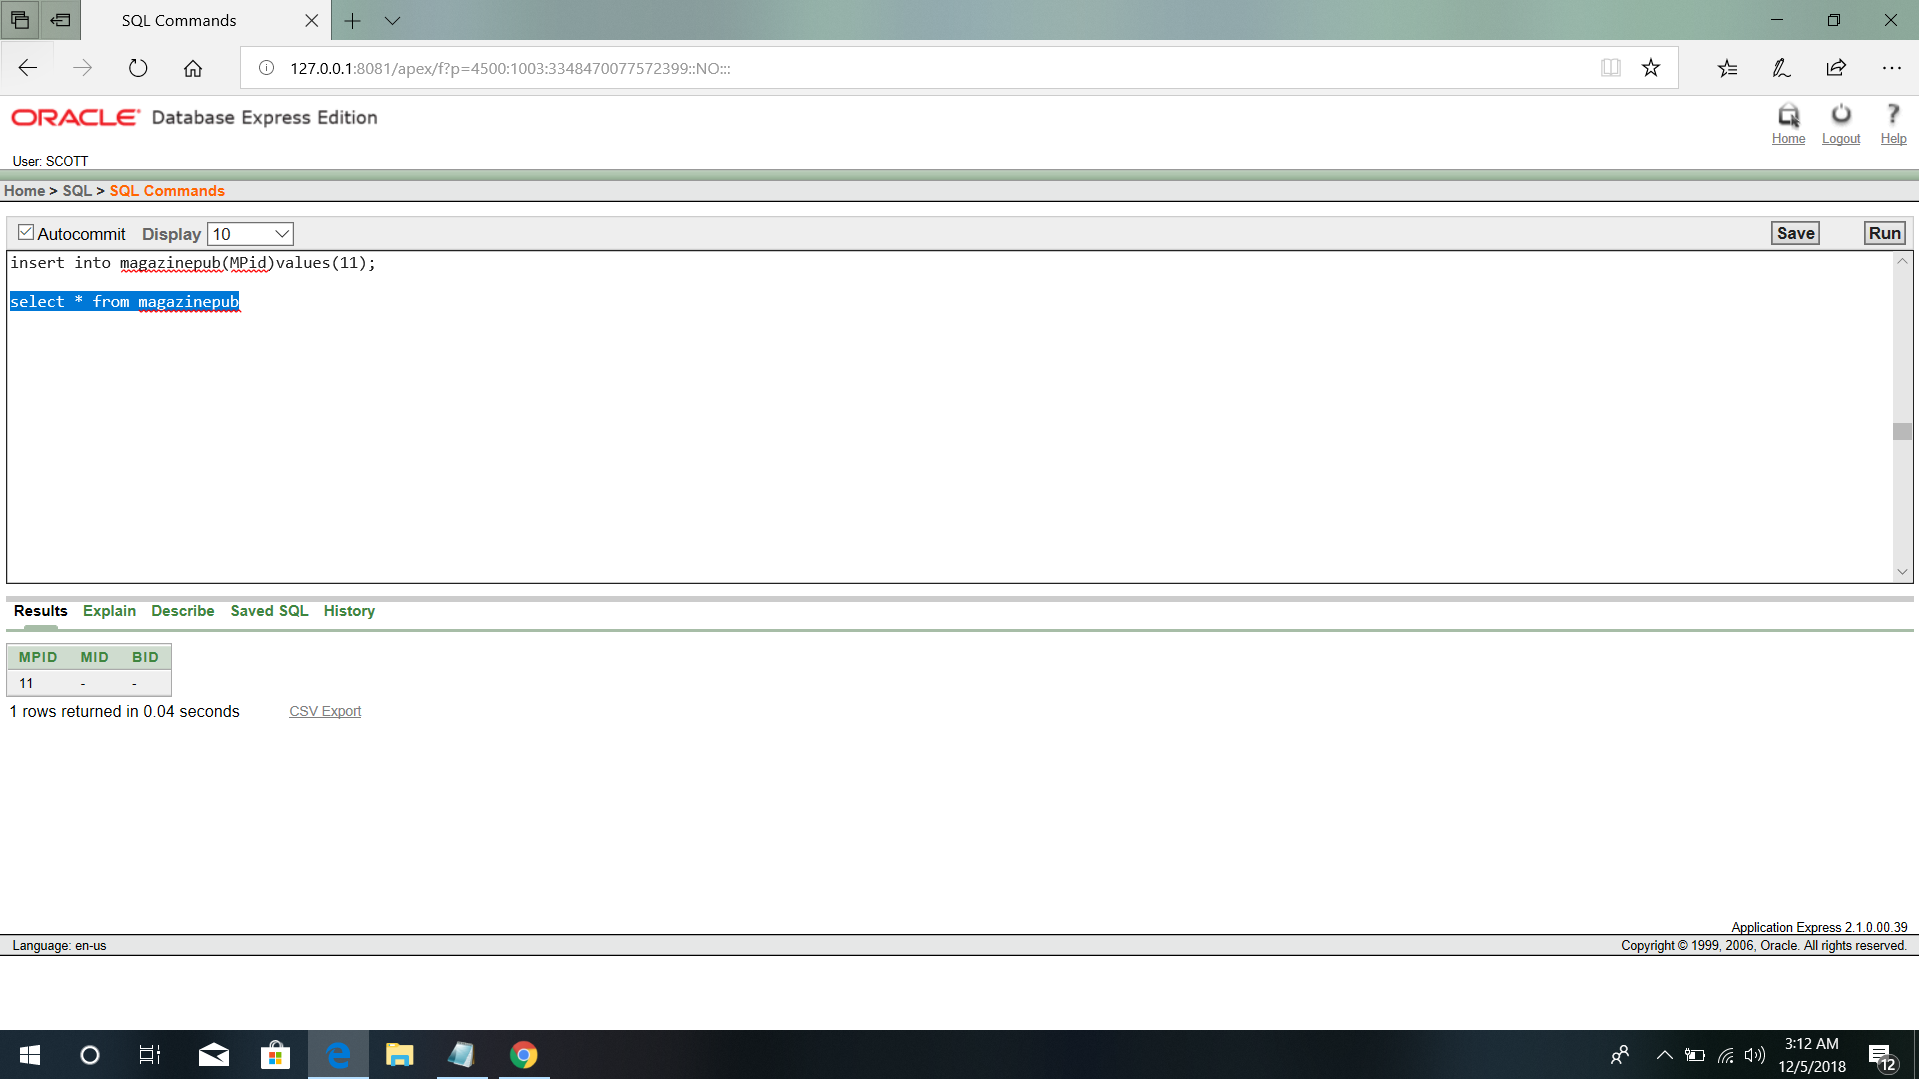 SQL Commands
127.0.0.1:8081/apex/f?p=4500:1003:3348470077572399::NO:::
ORACLE Database Express Edition
Home Logout Help
User: SCOTT
Home > SQL > SQL Commands
Autocommit Display 10 Save Run
insert into magazinepub(MPid)values(11);
select * from magazinepub
Results Explain Describe Saved SQL History
MPID MID BID
11 - -
1 rows returned in 0.04 seconds CSV Export
Application Express 2.1.0.00.39
Language: en-us Copyright © 1999, 2006, Oracle. All rights reserved.
3:12 AM
12/5/2018
12